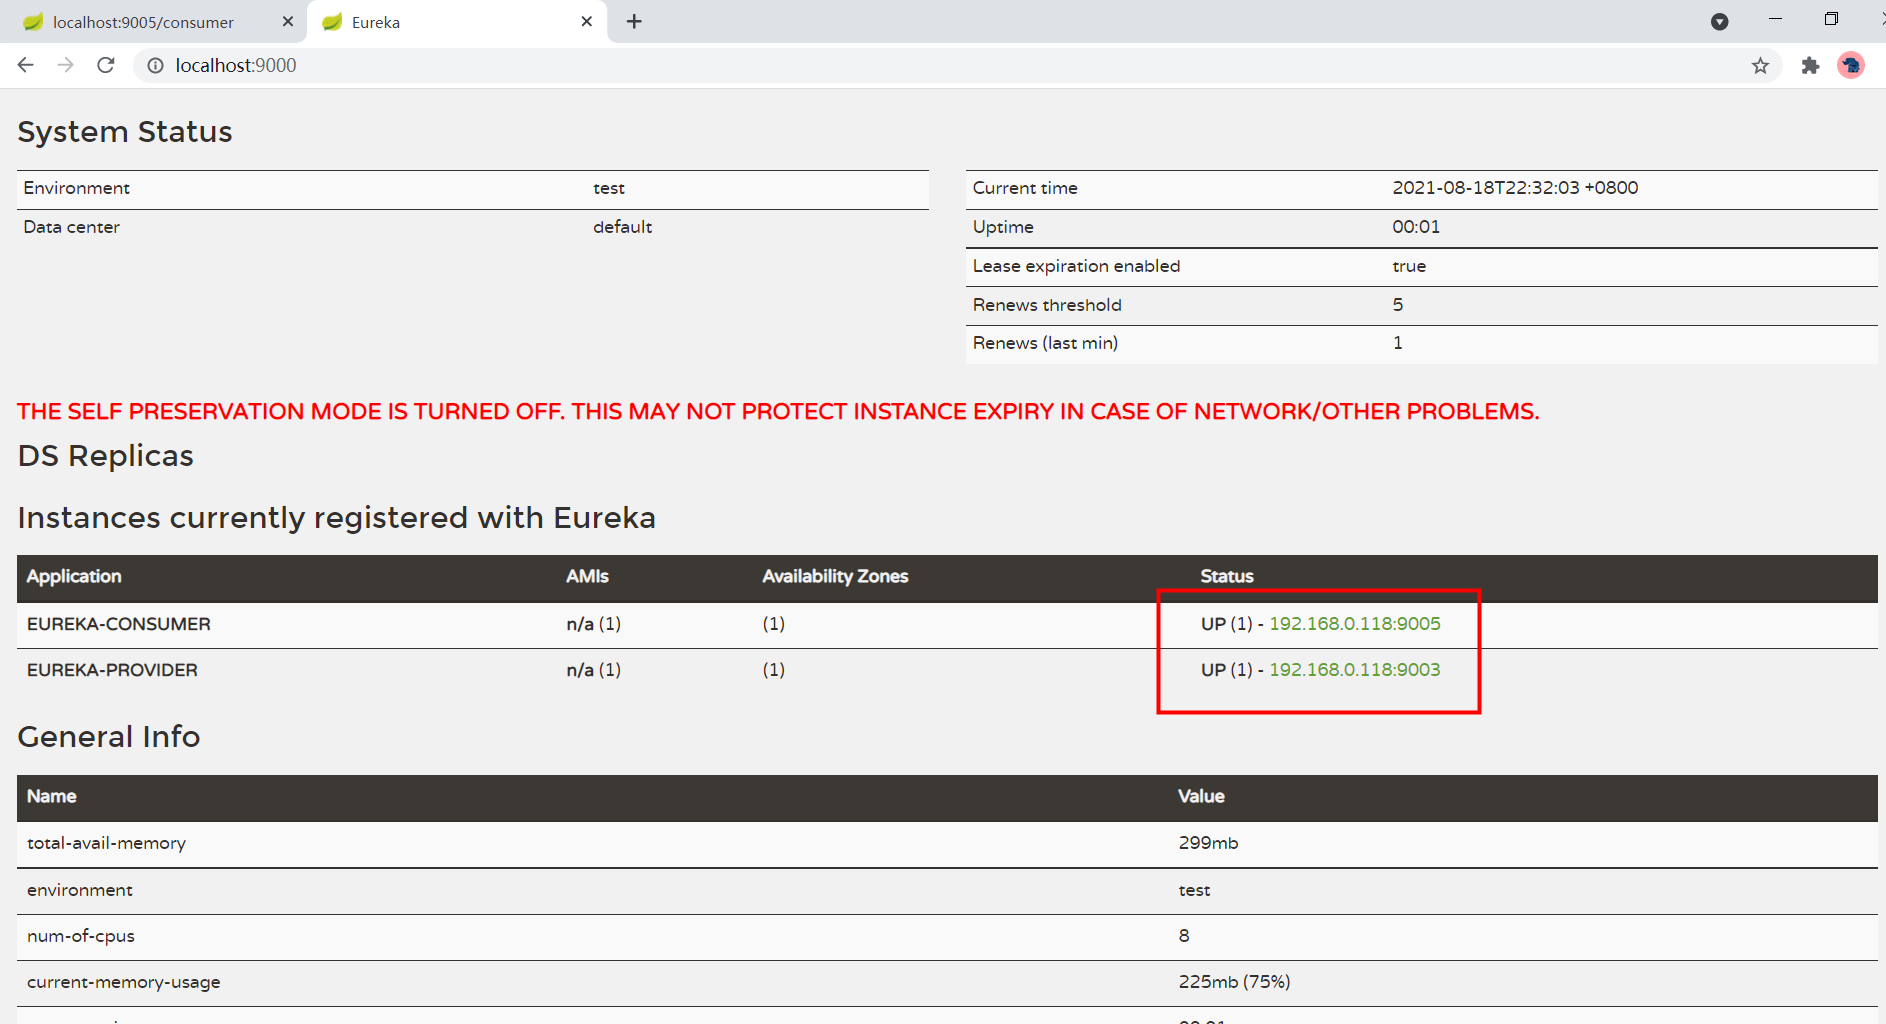 localhost:9005/consumer
Eureka
localhost:9000
System Status
Environment test
Data center default
Current time 2021-08-18T22:32:03 +0800
Uptime 00:01
Lease expiration enabled true
Renews threshold 5
Renews (last min) 1
THE SELF PRESERVATION MODE IS TURNED OFF. THIS MAY NOT PROTECT INSTANCE EXPIRY IN CASE OF NETWORK/OTHER PROBLEMS.
DS Replicas
Instances currently registered with Eureka
Application AMIs Availability Zones Status
EUREKA-CONSUMER n/a (1) (1) UP (1) - 192.168.0.118:9005
EUREKA-PROVIDER n/a (1) (1) UP (1) - 192.168.0.118:9003
General Info
Name Value
total-avail-memory 299mb
environment test
num-of-cpus 8
current-memory-usage 225mb (75%)